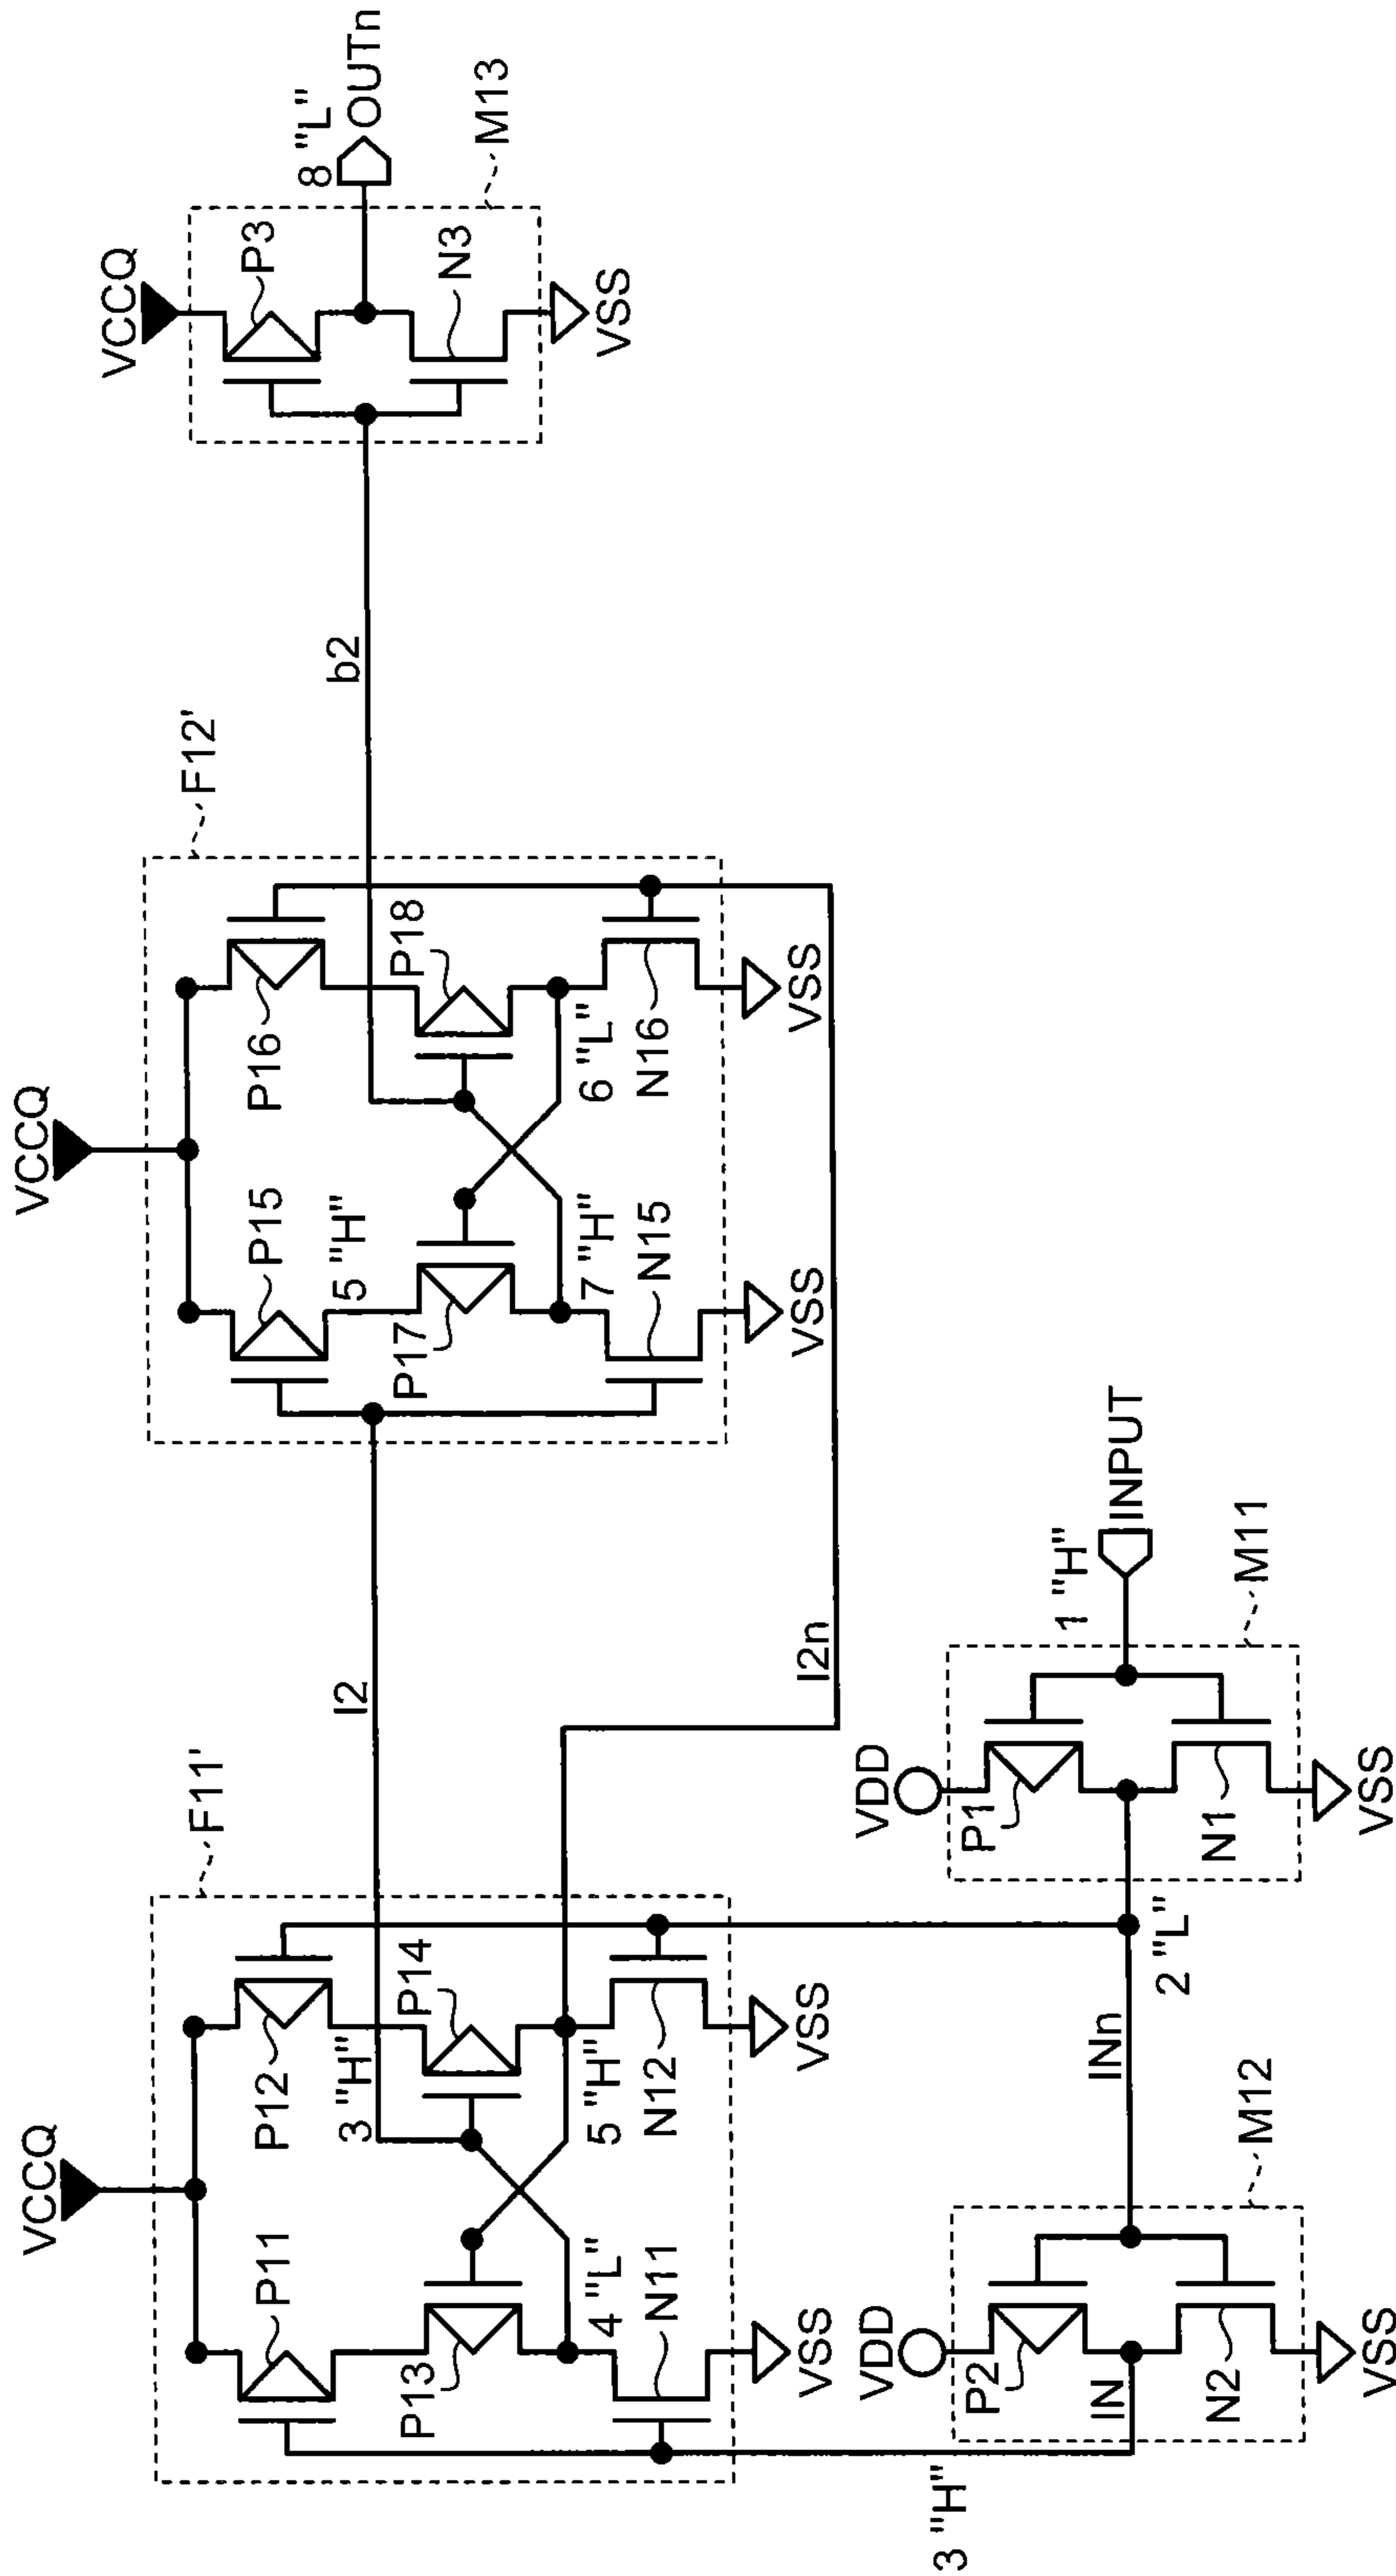 VCCQ
F11'
P11
P12
3 "H"
P13
P14
4 "L"
5 "H"
N11
N12
VSS
VSS
I2
I2n
VCCQ
F12'
P15
P16
5 "H"
P17
P18
7 "H"
6 "L"
N15
N16
VSS
VSS
b2
VCCQ
P3
8 "L"
OUTn
N3
M13
VSS
3 "H"
VDD
P2
IN
N2
VSS
M12
INn
2 "L"
VDD
P1
N1
VSS
1 "H"
INPUT
M11